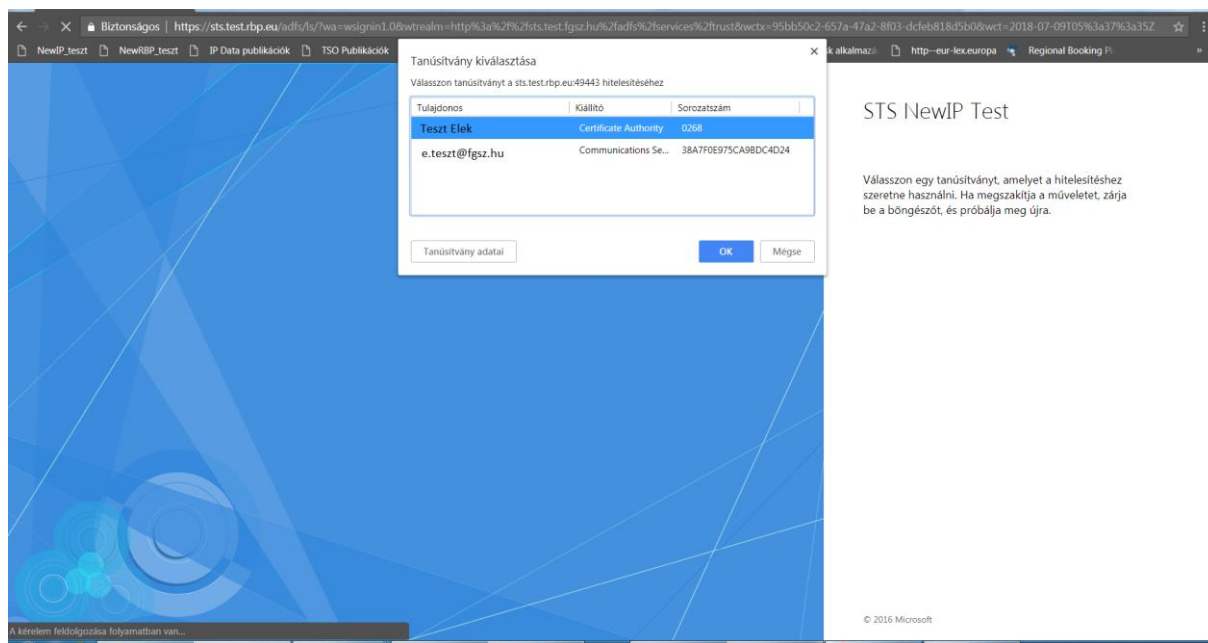 Biztonságos | https://sts.test.rbp.eu/adfs/ls/?wa=wsignin1.0&wtrealm=http%3a%2f%2fsts.test.fgsz.hu%2fadfs%2fservices%2ftrust&wctx=95bb50c2-657a-47a2-8f03-dcfeb818d5b0&wct=2018-07-09T05%3a37%3a35Z
NewIP_teszt NewRBP_teszt IP Data publikációk TSO Publikációk http--eur-lex.europa Regional Booking
Tanúsítvány kiválasztása
Válasszon tanúsítványt a sts.test.rbp.eu:49443 hitelesítéséhez
Tulajdonos Kiállító Sorozatszám
Teszt Elek Certificate Authority 0268
e.teszt@fgsz.hu Communications Se... 38A7F0E975CA9BDC4D24
Tanúsítvány adatai OK Mégse
STS NewIP Test
Válasszon egy tanúsítványt, amelyet a hitelesítéshez
szeretne használni. Ha megszakítja a műveletet, zárja
be a böngészőt, és próbálja meg újra.
© 2016 Microsoft
A kérelem feldolgozása folyamatban van...